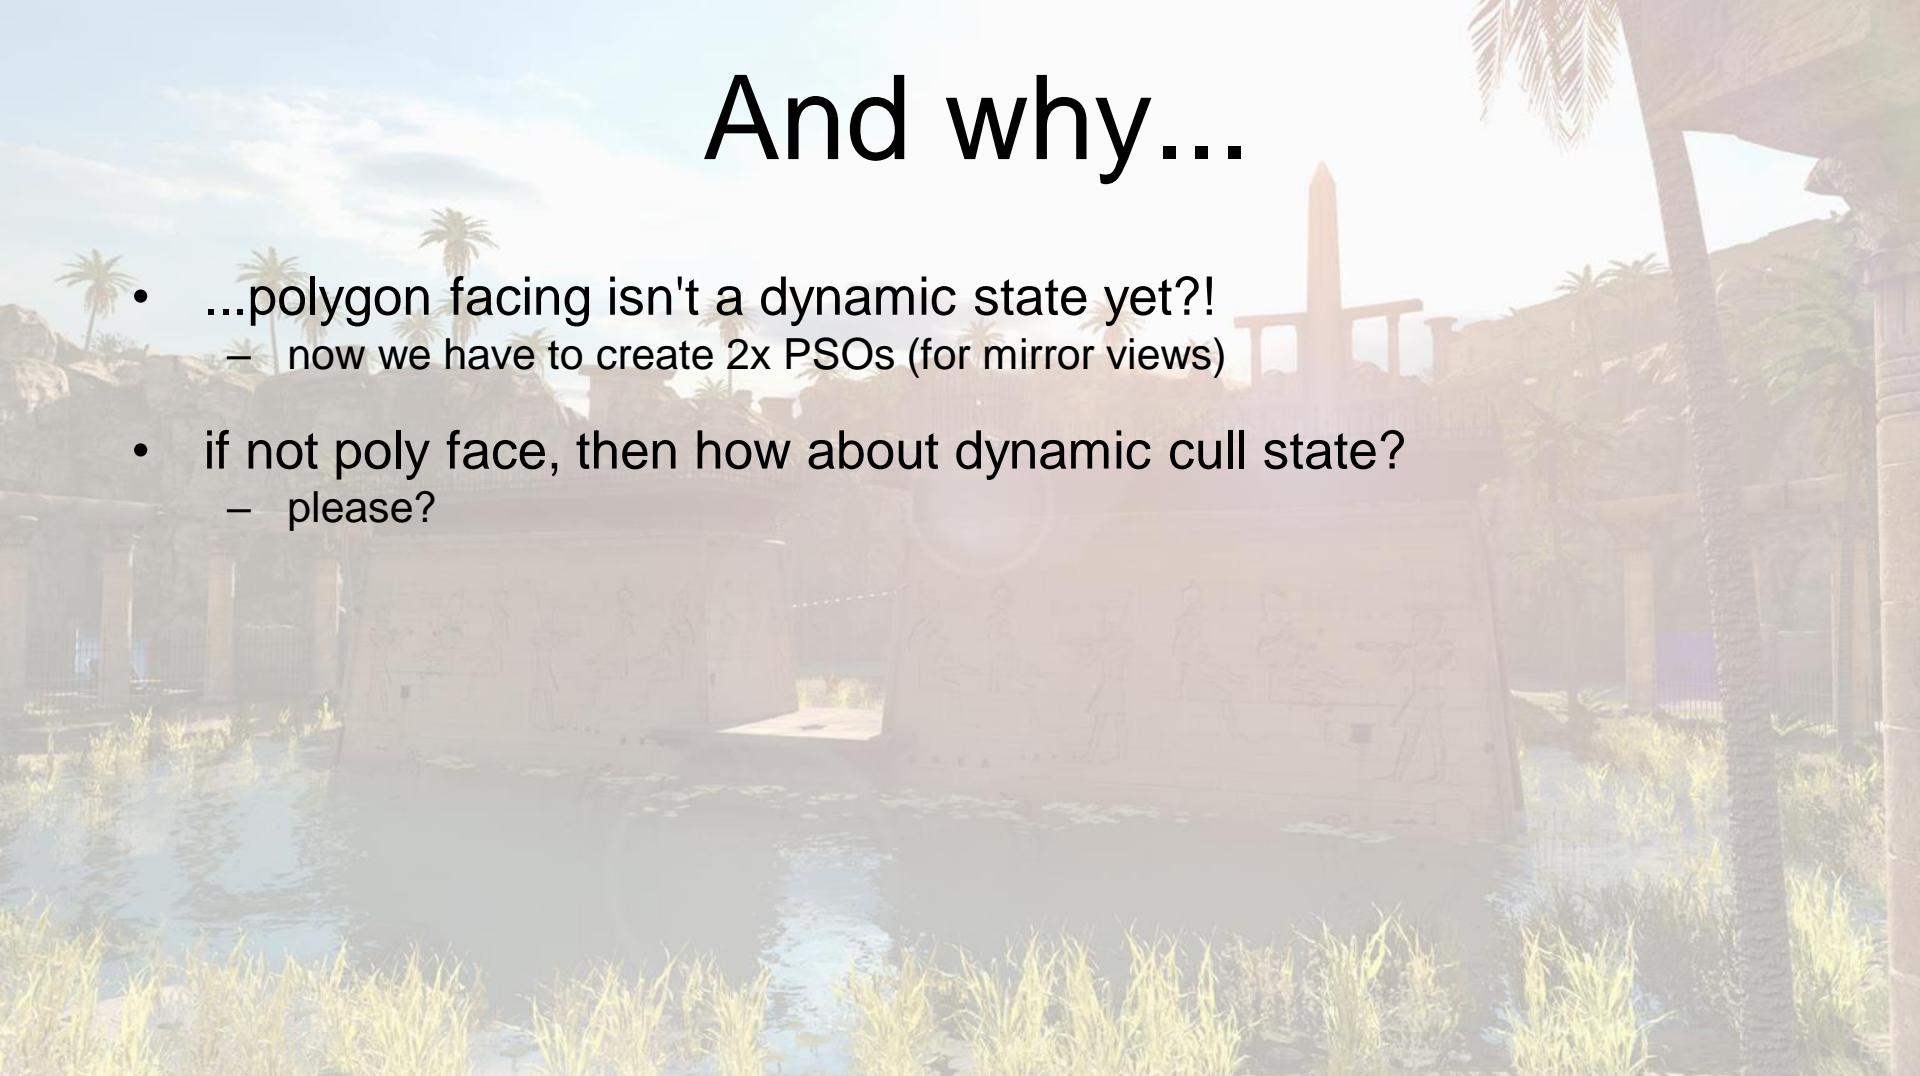 And why...
• ...polygon facing isn't a dynamic state yet?!
– now we have to create 2x PSOs (for mirror views)
• if not poly face, then how about dynamic cull state?
– please?